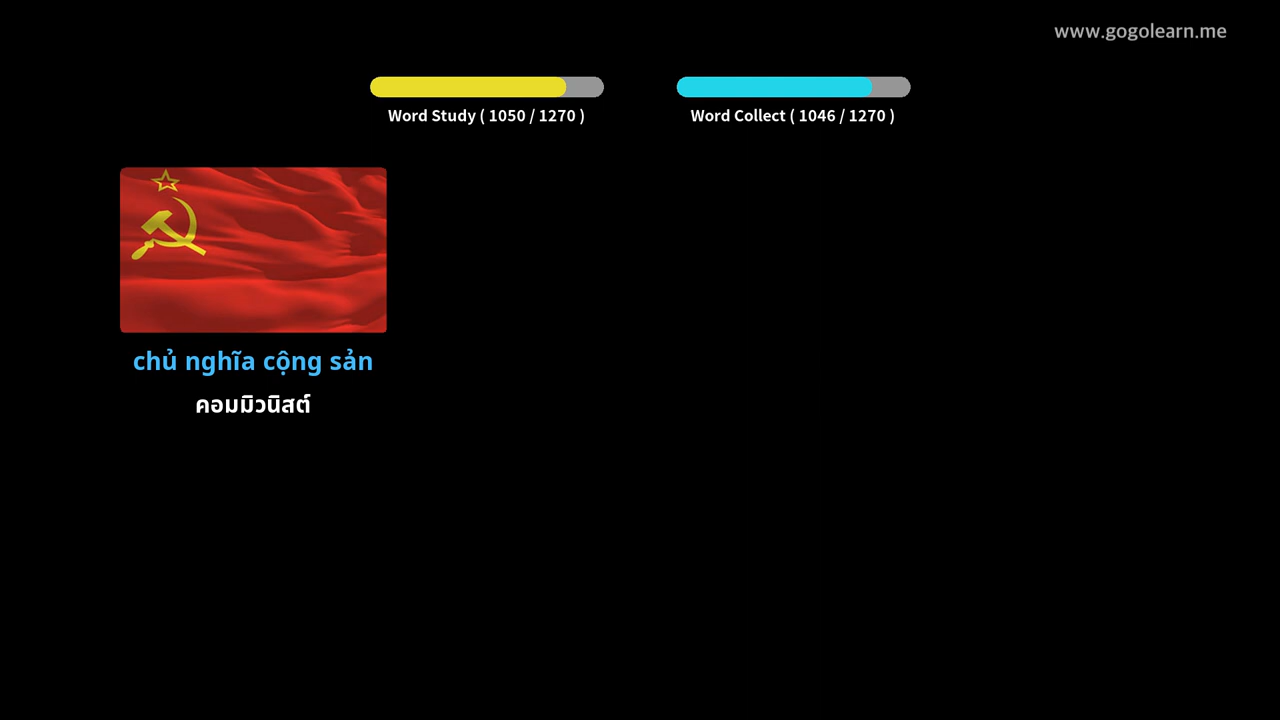 www.gogolearn.me
Word Study ( 1050 / 1270 )
Word Collect ( 1046 / 1270 )
chủ nghĩa cộng sản
คอมมิวนิสต์